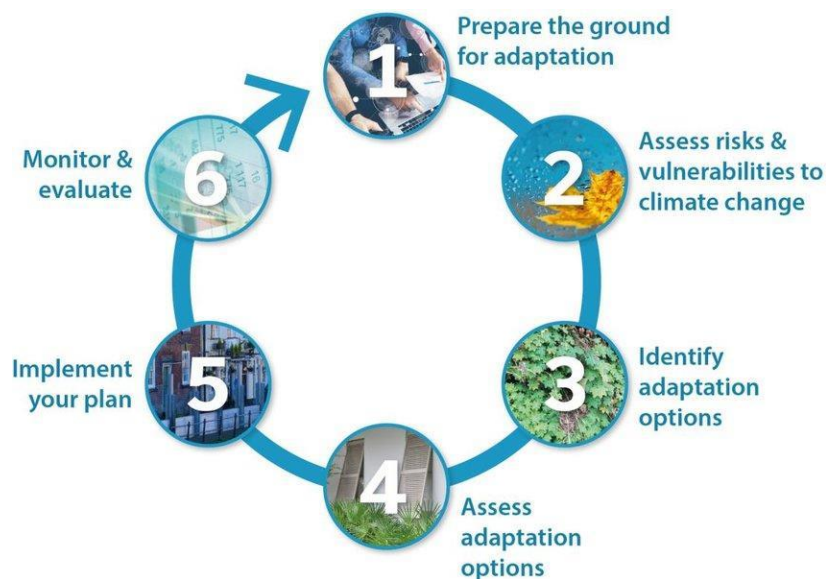 1
Prepare the ground
for adaptation
2
Assess risks &
vulnerabilities to
climate change
3
Identify
adaptation
options
4
Assess
adaptation
options
5
Implement
your plan
6
Monitor &
evaluate